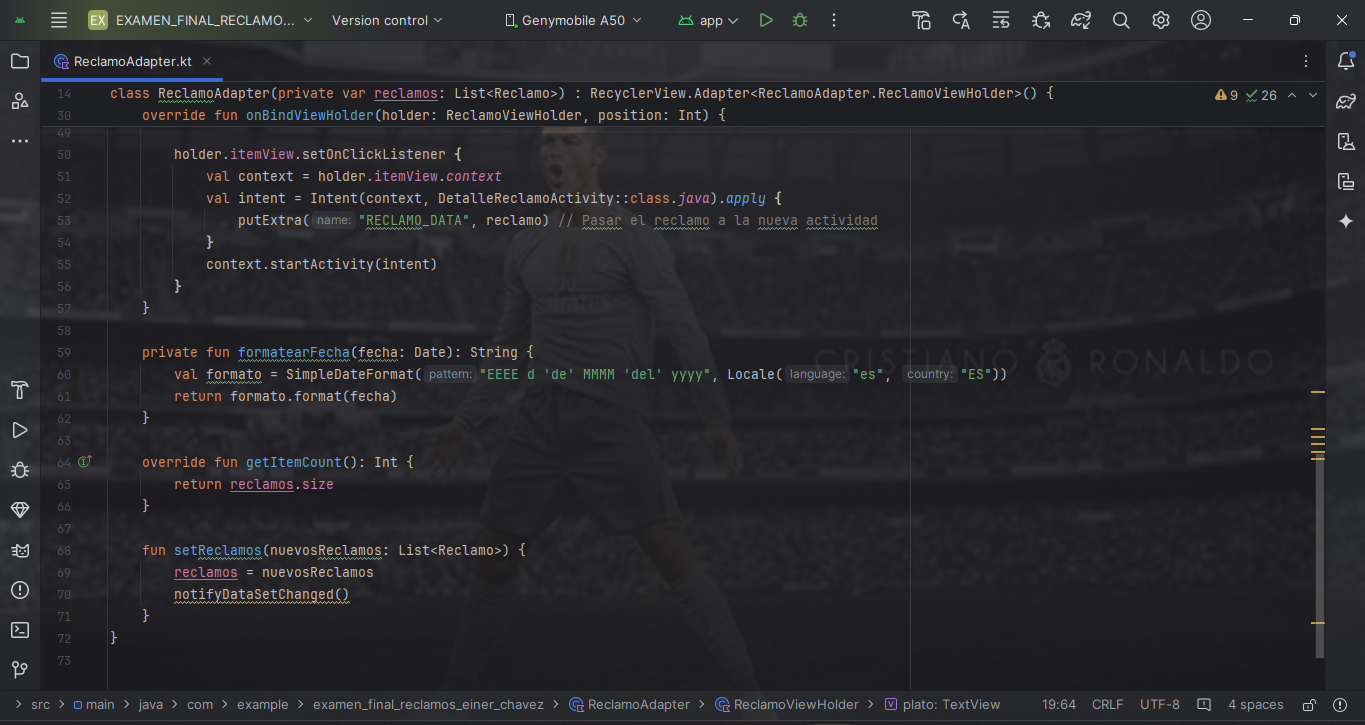 EX EXAMEN_FINAL_RECLAMO... Version control Genymobile A50 app
ReclamoAdapter.kt
14 class ReclamoAdapter(private var reclamos: List<Reclamo>) : RecyclerView.Adapter<ReclamoAdapter.ReclamoViewHolder>() { 9 26
30 override fun onBindViewHolder(holder: ReclamoViewHolder, position: Int) {
49
50 holder.itemView.setOnClickListener {
51 val context = holder.itemView.context
52 val intent = Intent(context, DetalleReclamoActivity::class.java).apply {
53 putExtra( name: "RECLAMO_DATA", reclamo) // Pasar el reclamo a la nueva actividad
54 }
55 context.startActivity(intent)
56 }
57 }
58
59 private fun formatearFecha(fecha: Date): String {
60 val formato = SimpleDateFormat( pattern: "EEEE d 'de' MMMM 'del' yyyy", Locale( language: "es", country: "ES"))
61 return formato.format(fecha)
62 }
63
64 override fun getItemCount(): Int {
65 return reclamos.size
66 }
67
68 fun setReclamos(nuevosReclamos: List<Reclamo>) {
69 reclamos = nuevosReclamos
70 notifyDataSetChanged()
71 }
72 }
73
CRISTIANO RONALDO
src main java com example examen_final_reclamos_einer_chavez ReclamoAdapter ReclamoViewHolder plato: TextView 19:64 CRLF UTF-8 4 spaces